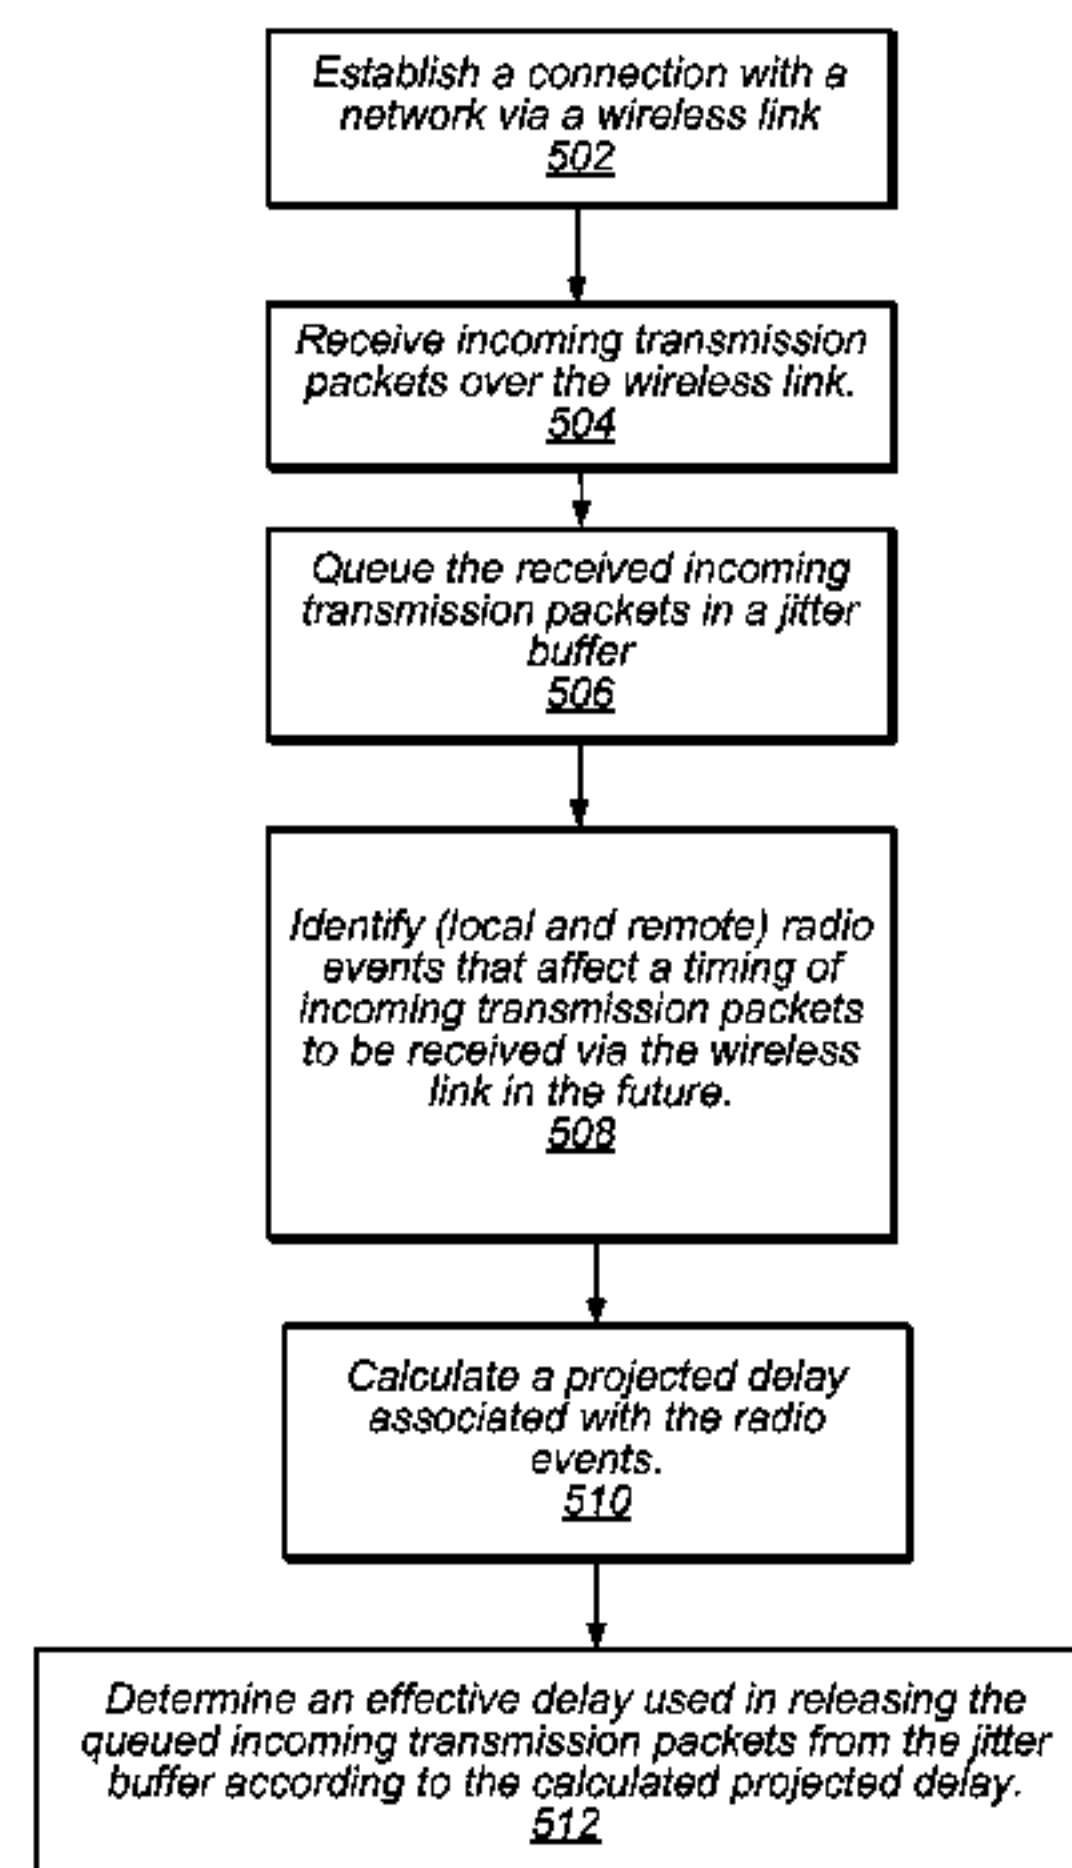 Establish a connection with a
network via a wireless link
502
Receive incoming transmission
packets over the wireless link.
504
Queue the received incoming
transmission packets in a jitter
buffer
506
Identify (local and remote) radio
events that affect a timing of
incoming transmission packets
to be received via the wireless
link in the future.
508
Calculate a projected delay
associated with the radio
events.
510
Determine an effective delay used in releasing the
queued incoming transmission packets from the jitter
buffer according to the calculated projected delay.
512